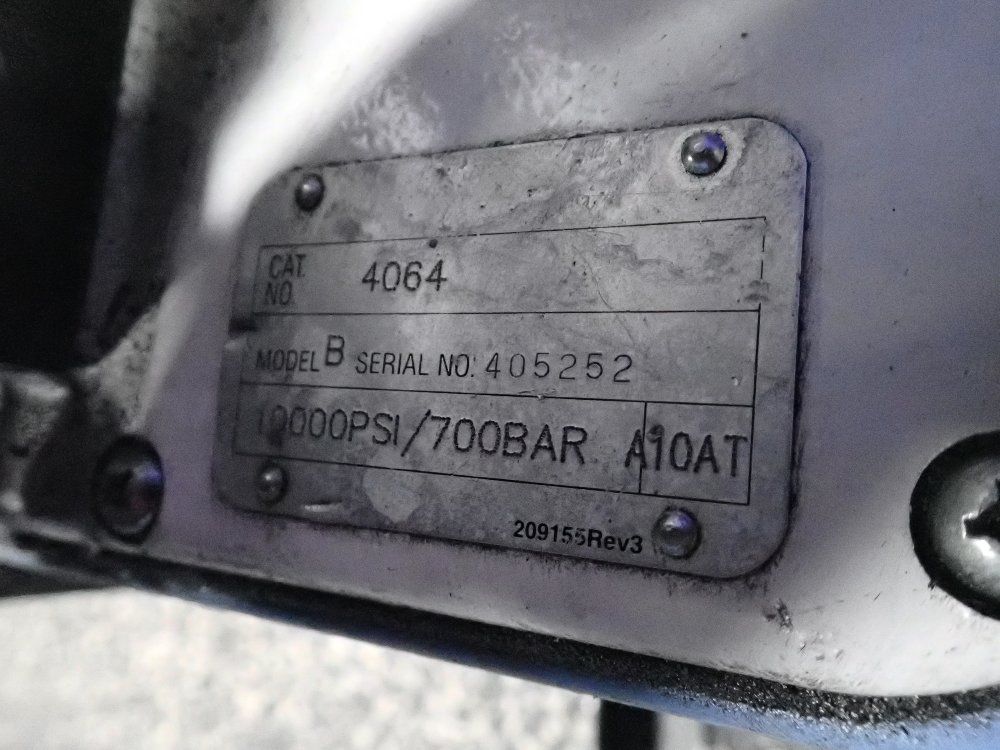 CAT. NO. 4064
MODEL B SERIAL NO: 405252
10000PSI/700BAR A10AT
209155Rev3